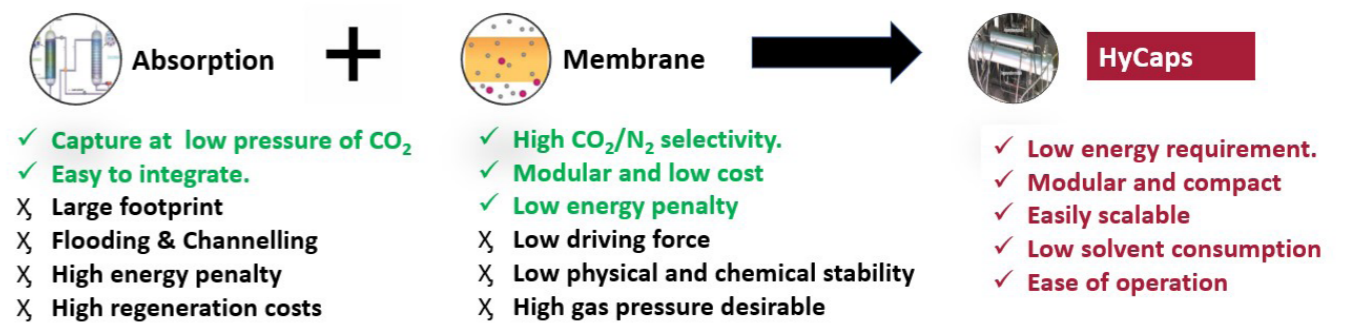 Absorption
+
Membrane
HyCaps
✓ Capture at low pressure of CO₂
✓ Easy to integrate.
Ҳ Large footprint
Ҳ Flooding & Channelling
Ҳ High energy penalty
Ҳ High regeneration costs
✓ High CO₂/N₂ selectivity.
✓ Modular and low cost
✓ Low energy penalty
Ҳ Low driving force
Ҳ Low physical and chemical stability
Ҳ High gas pressure desirable
✓ Low energy requirement.
✓ Modular and compact
✓ Easily scalable
✓ Low solvent consumption
✓ Ease of operation